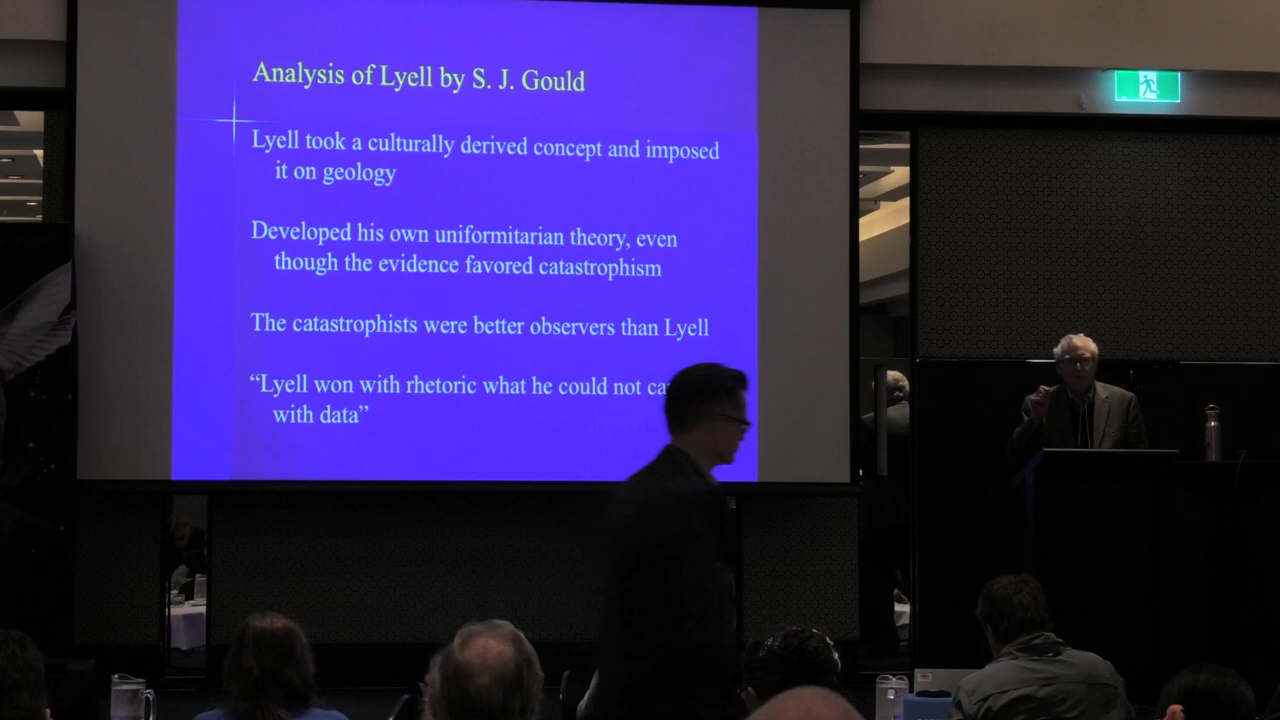 Analysis of Lyell by S. J. Gould
Lyell took a culturally derived concept and imposed
it on geology
Developed his own uniformitarian theory, even
though the evidence favored catastrophism
The catastrophists were better observers than Lyell
“Lyell won with rhetoric what he could not
with data”